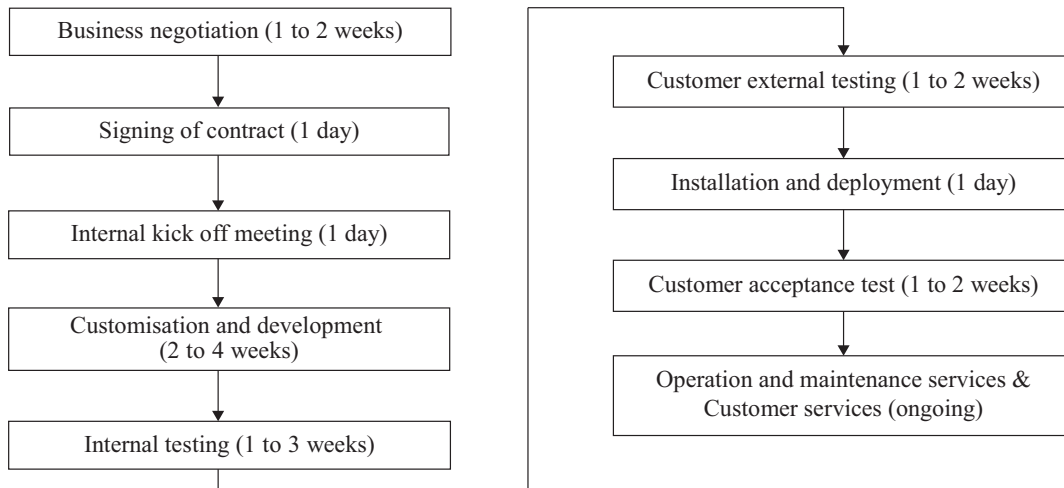 Business negotiation (1 to 2 weeks)
Signing of contract (1 day)
Internal kick off meeting (1 day)
Customisation and development
(2 to 4 weeks)
Internal testing (1 to 3 weeks)
Customer external testing (1 to 2 weeks)
Installation and deployment (1 day)
Customer acceptance test (1 to 2 weeks)
Operation and maintenance services &
Customer services (ongoing)